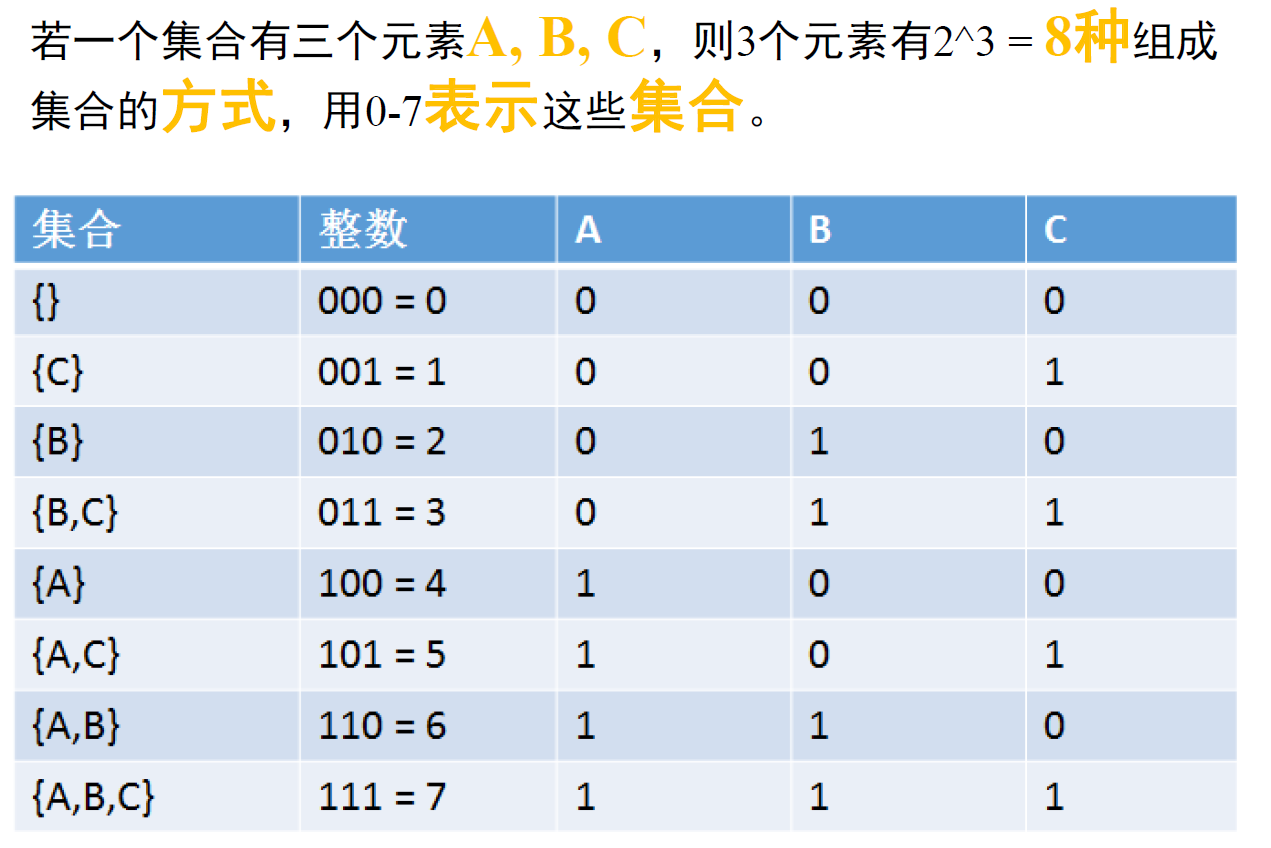 若一个集合有三个元素A, B, C，则3个元素有2^3 = 8种组成
集合的方式，用0-7表示这些集合。
集合 整数 A B C
{} 000 = 0 0 0 0
{C} 001 = 1 0 0 1
{B} 010 = 2 0 1 0
{B,C} 011 = 3 0 1 1
{A} 100 = 4 1 0 0
{A,C} 101 = 5 1 0 1
{A,B} 110 = 6 1 1 0
{A,B,C} 111 = 7 1 1 1